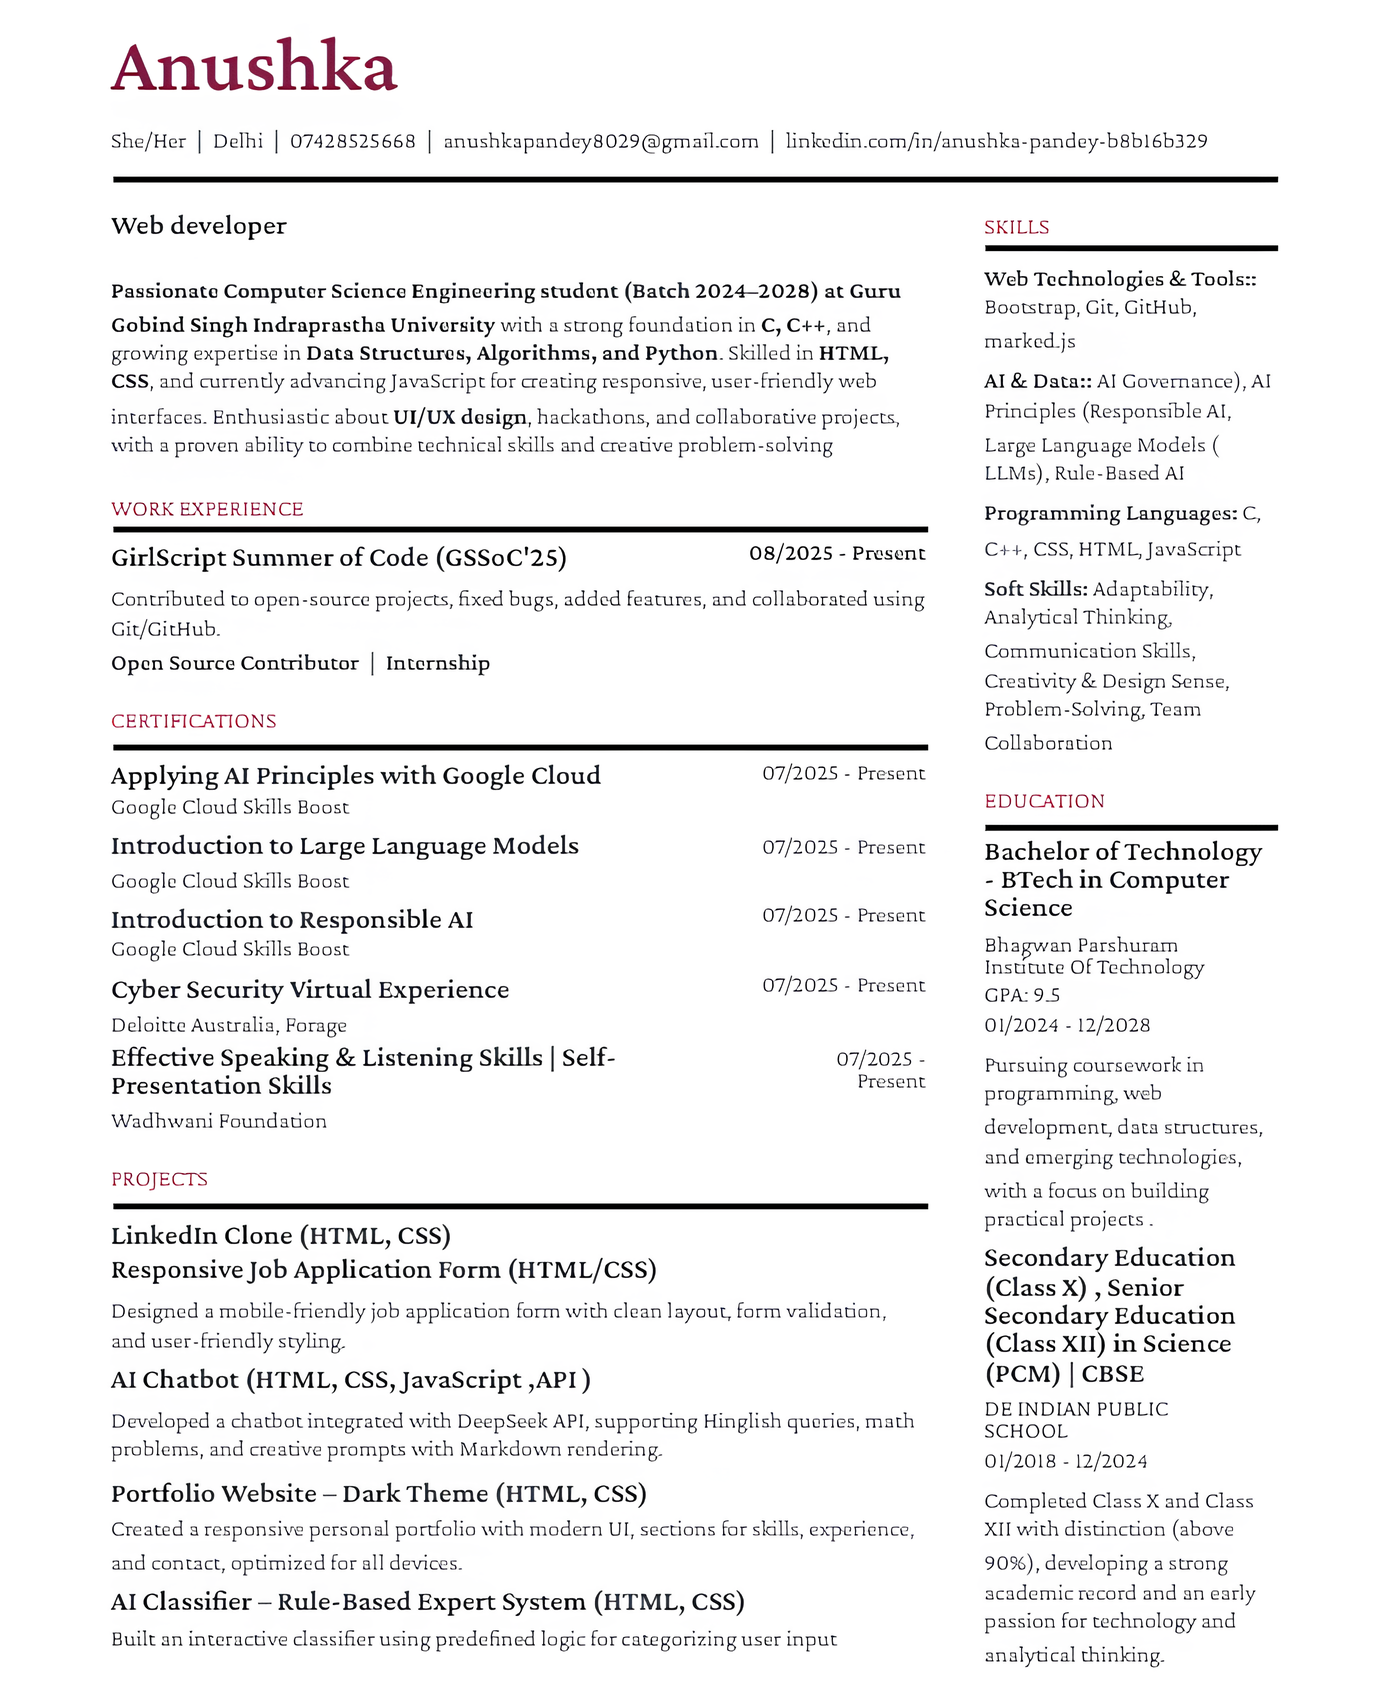 Anushka
She/Her | Delhi | 07428525668 | anushkapandey8029@gmail.com | linkedin.com/in/anushka-pandey-b8b16b329
Web developer
Passionate Computer Science Engineering student (Batch 2024–2028) at Guru
Gobind Singh Indraprastha University with a strong foundation in C, C++, and
growing expertise in Data Structures, Algorithms, and Python. Skilled in HTML,
CSS, and currently advancing JavaScript for creating responsive, user-friendly web
interfaces. Enthusiastic about UI/UX design, hackathons, and collaborative projects,
with a proven ability to combine technical skills and creative problem-solving
WORK EXPERIENCE
GirlScript Summer of Code (GSSoC'25) 08/2025 - Present
Contributed to open-source projects, fixed bugs, added features, and collaborated using
Git/GitHub.
Open Source Contributor | Internship
CERTIFICATIONS
Applying AI Principles with Google Cloud 07/2025 - Present
Google Cloud Skills Boost
Introduction to Large Language Models 07/2025 - Present
Google Cloud Skills Boost
Introduction to Responsible AI 07/2025 - Present
Google Cloud Skills Boost
Cyber Security Virtual Experience 07/2025 - Present
Deloitte Australia, Forage
Effective Speaking & Listening Skills | Self- 07/2025 -
Presentation Skills Present
Wadhwani Foundation
PROJECTS
LinkedIn Clone (HTML, CSS)
Responsive Job Application Form (HTML/CSS)
Designed a mobile-friendly job application form with clean layout, form validation,
and user-friendly styling.
AI Chatbot (HTML, CSS, JavaScript ,API )
Developed a chatbot integrated with DeepSeek API, supporting Hinglish queries, math
problems, and creative prompts with Markdown rendering.
Portfolio Website – Dark Theme (HTML, CSS)
Created a responsive personal portfolio with modern UI, sections for skills, experience,
and contact, optimized for all devices.
AI Classifier – Rule-Based Expert System (HTML, CSS)
Built an interactive classifier using predefined logic for categorizing user input
SKILLS
Web Technologies & Tools::
Bootstrap, Git, GitHub,
marked.js
AI & Data:: AI Governance), AI
Principles (Responsible AI,
Large Language Models (
LLMs), Rule-Based AI
Programming Languages: C,
C++, CSS, HTML, JavaScript
Soft Skills: Adaptability,
Analytical Thinking,
Communication Skills,
Creativity & Design Sense,
Problem-Solving, Team
Collaboration
EDUCATION
Bachelor of Technology
- BTech in Computer
Science
Bhagwan Parshuram
Institute Of Technology
GPA: 9.5
01/2024 - 12/2028
Pursuing coursework in
programming, web
development, data structures,
and emerging technologies,
with a focus on building
practical projects .
Secondary Education
(Class X) , Senior
Secondary Education
(Class XII) in Science
(PCM) | CBSE
DE INDIAN PUBLIC
SCHOOL
01/2018 - 12/2024
Completed Class X and Class
XII with distinction (above
90%), developing a strong
academic record and an early
passion for technology and
analytical thinking.